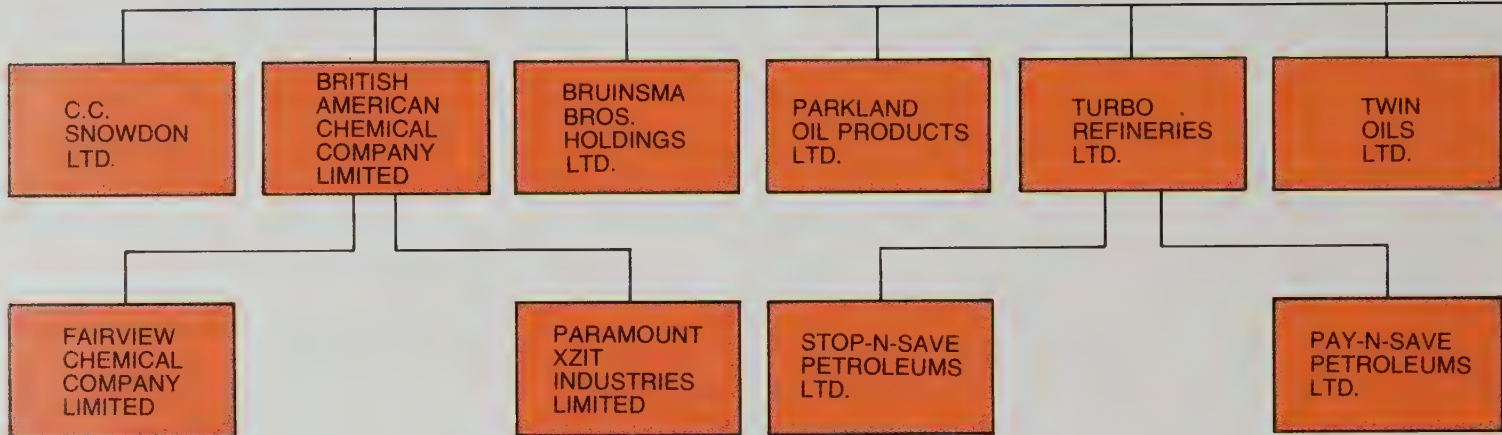 C.C.
SNOWDON
LTD.
BRITISH
AMERICAN
CHEMICAL
COMPANY
LIMITED
BRUINSMA
BROS.
HOLDINGS
LTD.
PARKLAND
OIL PRODUCTS
LTD.
TURBO
REFINERIES
LTD.
TWIN
OILS
LTD.
FAIRVIEW
CHEMICAL
COMPANY
LIMITED
PARAMOUNT
XZIT
INDUSTRIES
LIMITED
STOP-N-SAVE
PETROLEUMS
LTD.
PAY-N-SAVE
PETROLEUMS
LTD.